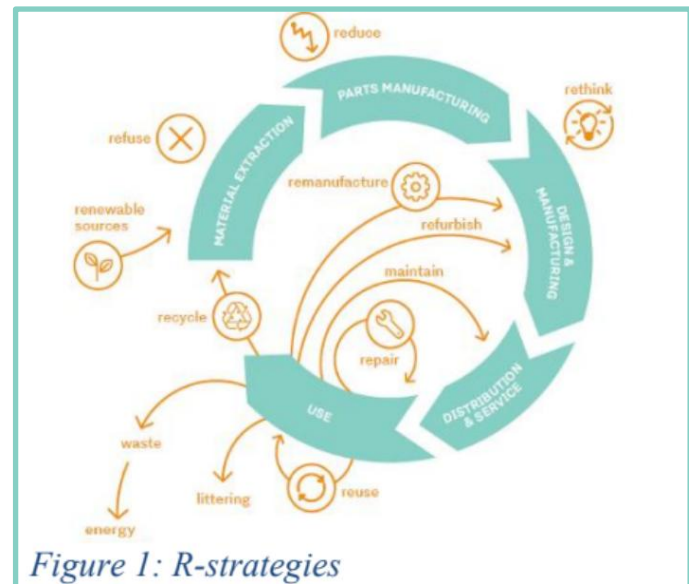 reduce
PARTS MANUFACTURING
rethink
refuse
MATERIAL EXTRACTION
remanufacture
renewable
sources
refurbish
DESIGN &
MANUFACTURING
maintain
recycle
repair
USE
DISTRIBUTION
& SERVICE
waste
littering
reuse
energy
Figure 1: R-strategies